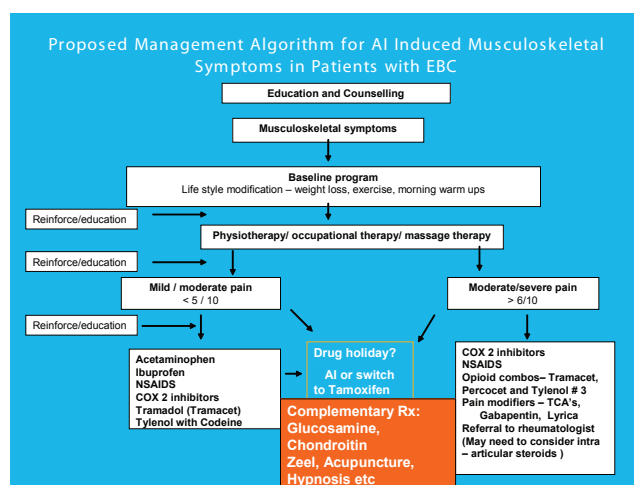 Proposed Management Algorithm for AI Induced Musculoskeletal
Symptoms in Patients with EBC
Education and Counselling
Musculoskeletal symptoms
Baseline program
Life style modification – weight loss, exercise, morning warm ups
Reinforce/education
Physiotherapy/ occupational therapy/ massage therapy
Reinforce/education
Mild / moderate pain
< 5 / 10
Moderate/severe pain
> 6/10
Reinforce/education
Acetaminophen
Ibuprofen
NSAIDS
COX 2 inhibitors
Tramadol (Tramacet)
Tylenol with Codeine
Drug holiday?
AI or switch
to Tamoxifen
Complementary Rx:
Glucosamine,
Chondroitin
Zeel, Acupuncture,
Hypnosis etc
COX 2 inhibitors
NSAIDS
Opioid combos– Tramacet,
Percocet and Tylenol # 3
Pain modifiers – TCA's,
Gabapentin, Lyrica
Referral to rheumatologist
(May need to consider intra
– articular steroids )